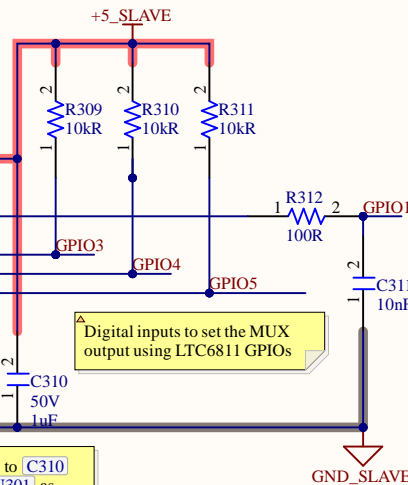 +5_SLAVE
2
2
2
R309
10kR
R310
10kR
R311
10kR
1
1
1
R312
1
2
GPIO1
100R
GPIO3
GPIO4
GPIO5
2
1
10nF
Digital inputs to set the MUX
output using LTC6811 GPIOs
2
1
C310
50V
1uF
to C310
GND_SLAVE